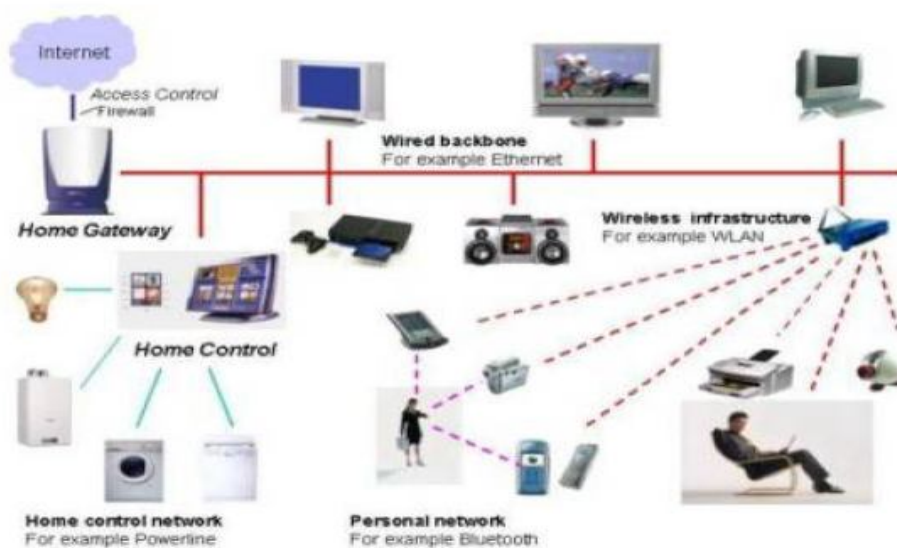 Internet
Access Control
Firewall
Wired backbone
For example Ethernet
Home Gateway
Wireless infrastructure
For example WLAN
Home Control
Home control network
For example Powerline
Personal network
For example Bluetooth